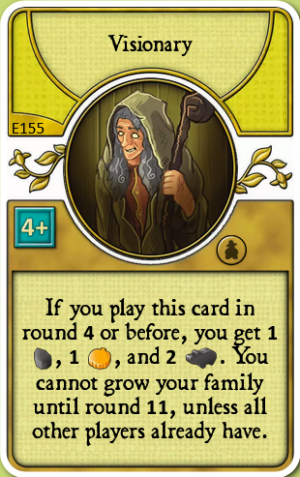 Visionary
E155
4+
If you play this card in
round 4 or before, you get 1
, 1 , and 2 . You
cannot grow your family
until round 11, unless all
other players already have.